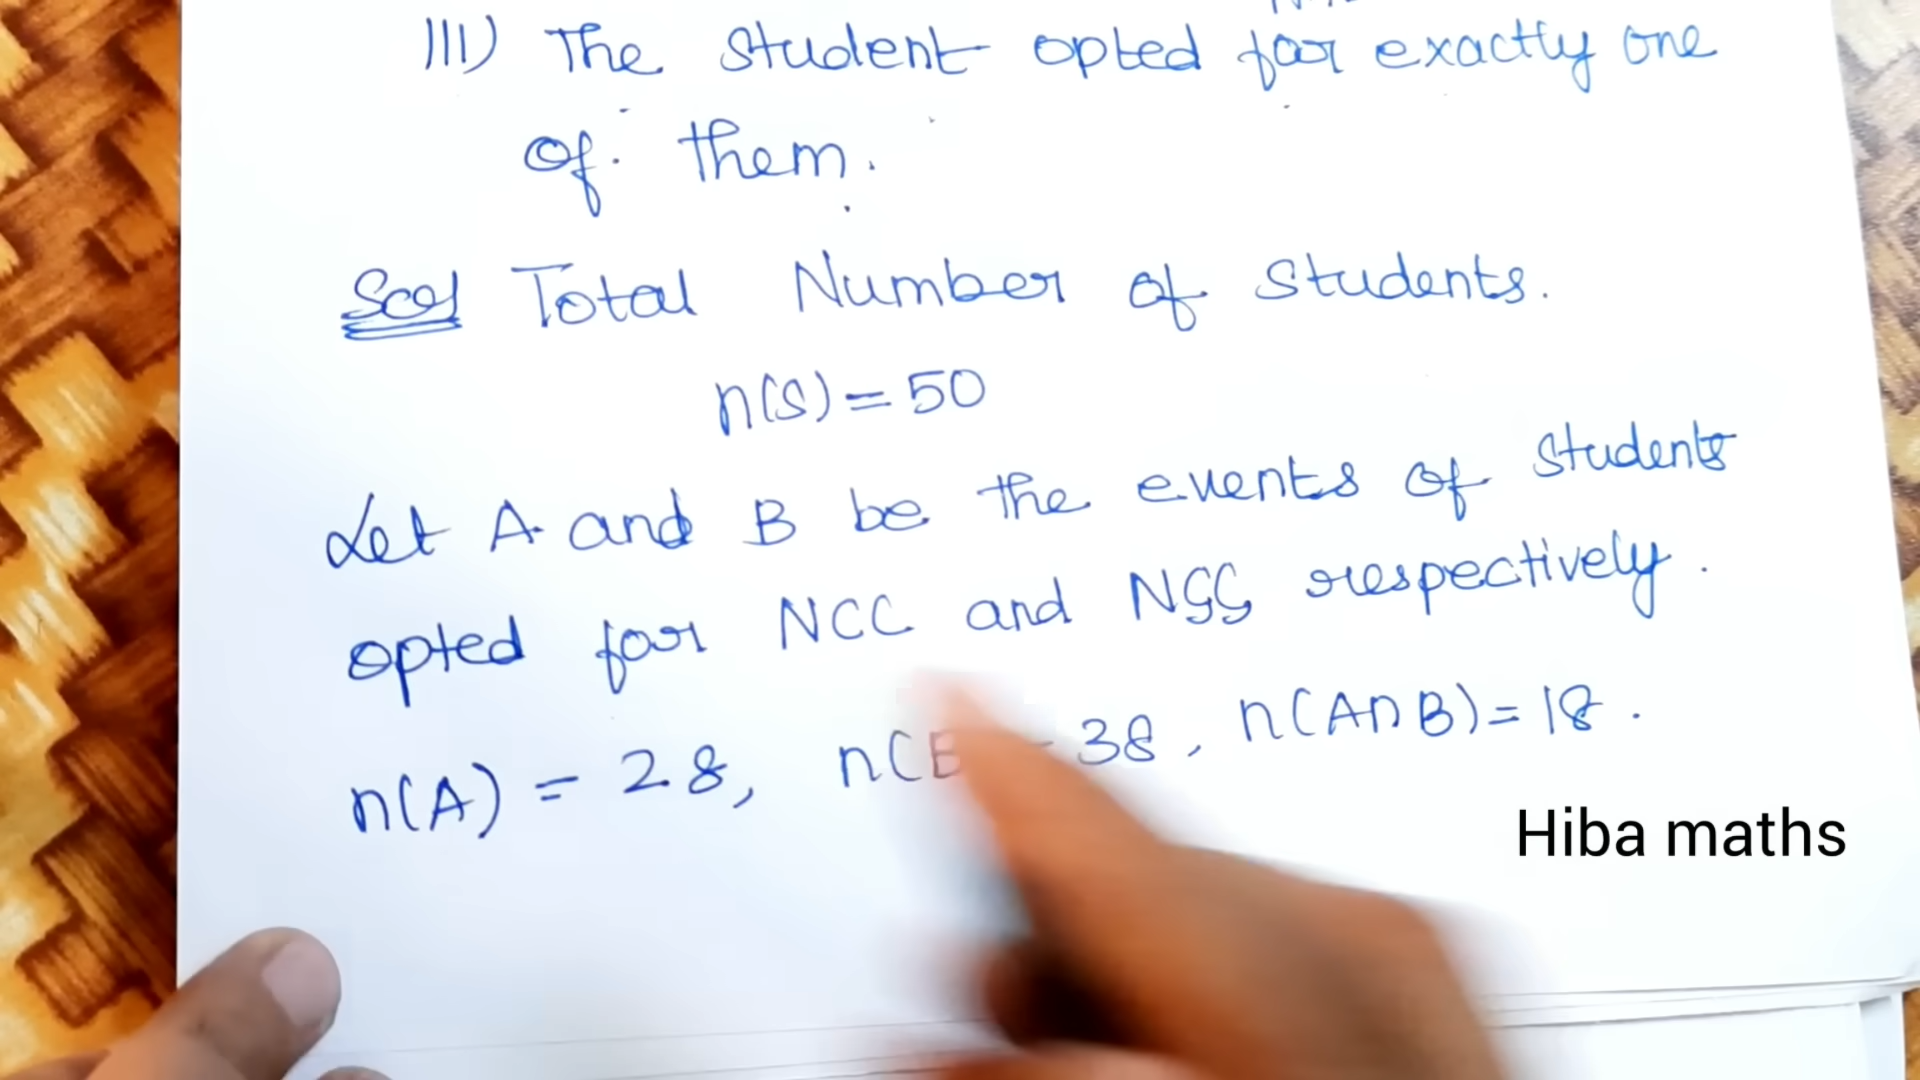 III) The student opted for exactly one
of them.
Sol Total Number of Students.
n(S) = 50
Let A and B be the events of students
opted for NCC and NSS respectively.
n(A) = 28, n(B = 38, n(A∩B) = 18.
Hiba maths